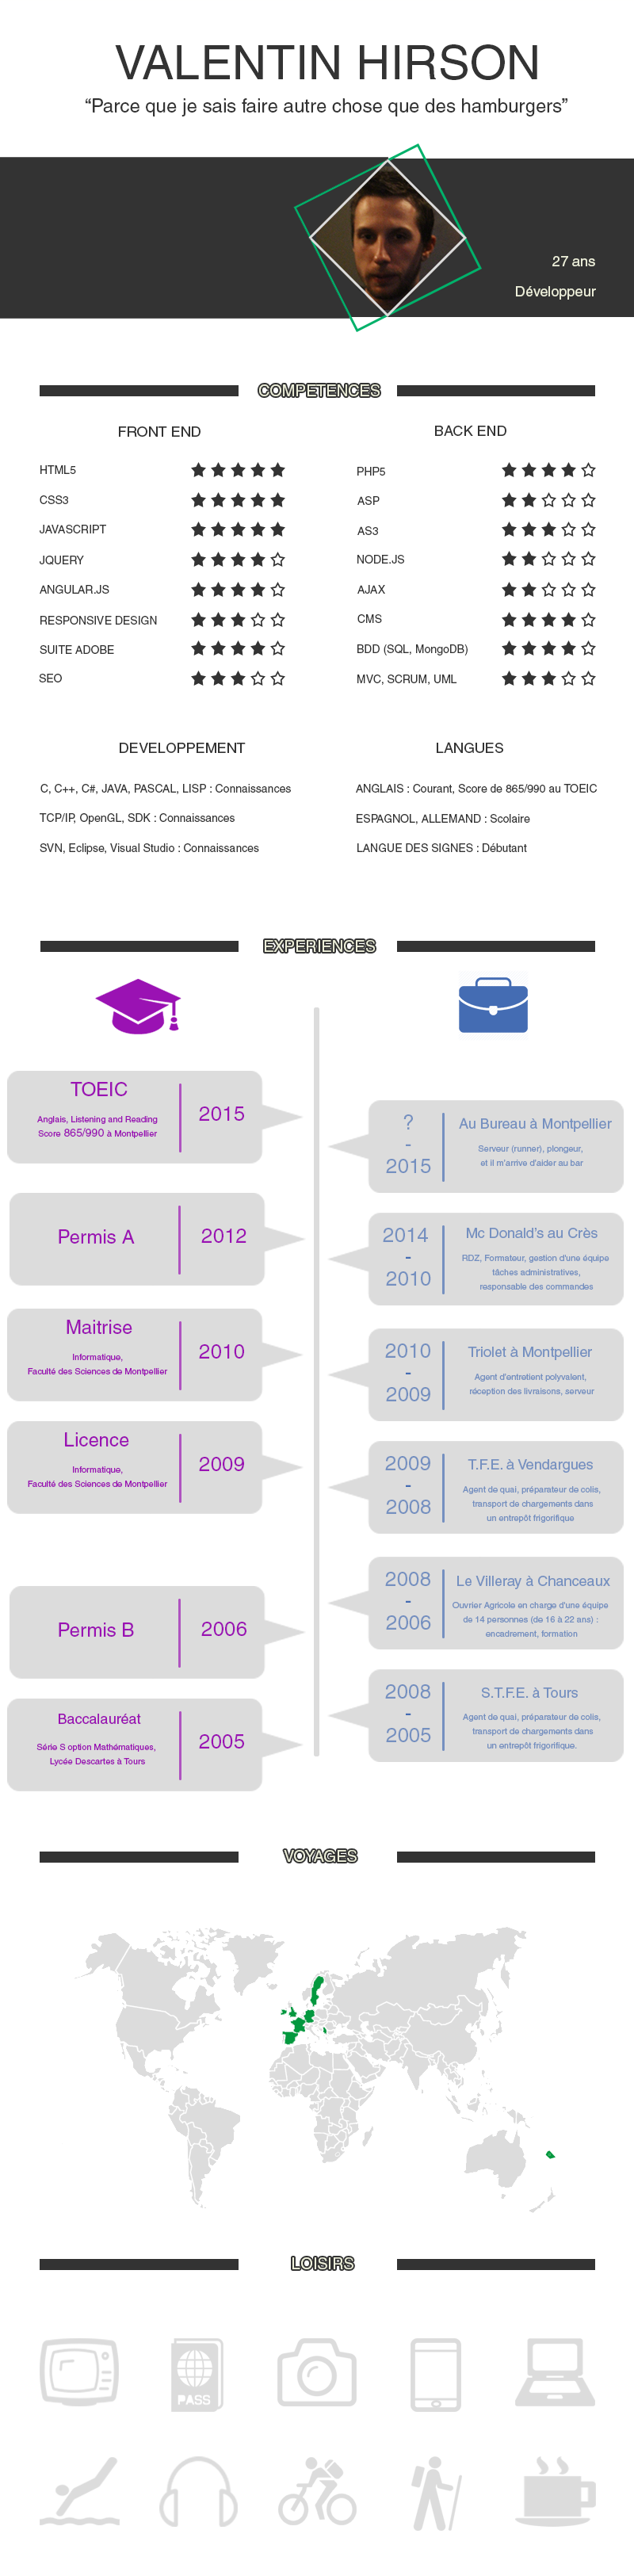 VALENTIN HIRSON
“Parce que je sais faire autre chose que des hamburgers”
27 ans
Développeur
COMPETENCES
FRONT END
HTML5
CSS3
JAVASCRIPT
JQUERY
ANGULAR.JS
RESPONSIVE DESIGN
SUITE ADOBE
SEO
BACK END
PHP5
ASP
AS3
NODE.JS
AJAX
CMS
BDD (SQL, MongoDB)
MVC, SCRUM, UML
DEVELOPPEMENT
C, C++, C#, JAVA, PASCAL, LISP : Connaissances
TCP/IP, OpenGL, SDK : Connaissances
SVN, Eclipse, Visual Studio : Connaissances
LANGUES
ANGLAIS : Courant, Score de 865/990 au TOEIC
ESPAGNOL, ALLEMAND : Scolaire
LANGUE DES SIGNES : Débutant
EXPERIENCES
TOEIC
Anglais, Listening and Reading
Score 865/990 à Montpellier
2015
Permis A
2012
Maitrise
Informatique,
Faculté des Sciences de Montpellier
2010
Licence
Informatique,
Faculté des Sciences de Montpellier
2009
Permis B
2006
Baccalauréat
Série S option Mathématiques,
Lycée Descartes à Tours
2005
?
-
2015
Au Bureau à Montpellier
Serveur (runner), plongeur,
et il m'arrive d'aider au bar
2014
-
2010
Mc Donald's au Crès
RDZ, Formateur, gestion d'une équipe
tâches administratives,
responsable des commandes
2010
-
2009
Triolet à Montpellier
Agent d'entretient polyvalent,
réception des livraisons, serveur
2009
-
2008
T.F.E. à Vendargues
Agent de quai, préparateur de colis,
transport de chargements dans
un entrepôt frigorifique
2008
-
2006
Le Villeray à Chanceaux
Ouvrier Agricole en charge d'une équipe
de 14 personnes (de 16 à 22 ans) :
encadrement, formation
2008
-
2005
S.T.F.E. à Tours
Agent de quai, préparateur de colis,
transport de chargements dans
un entrepôt frigorifique.
VOYAGES
LOISIRS
PASS